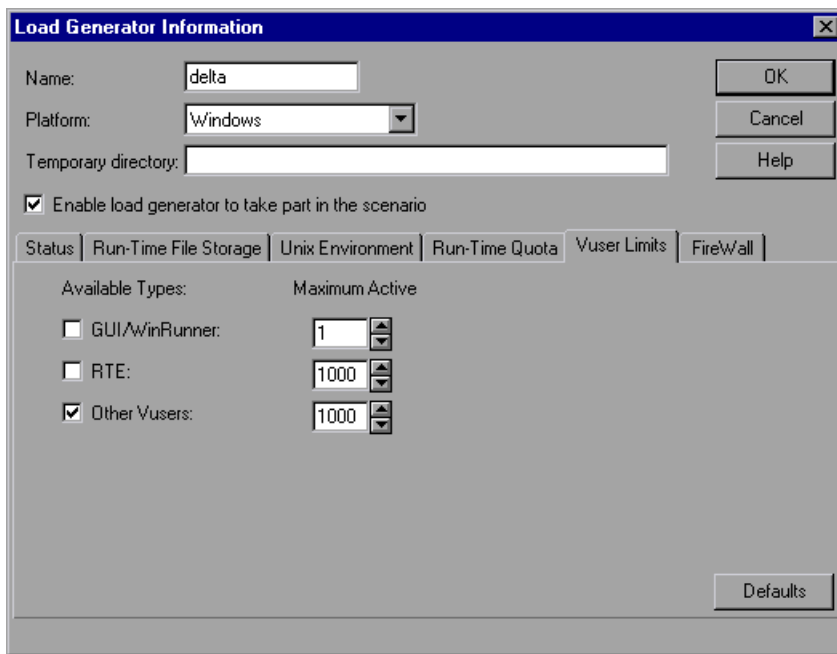 Load Generator Information
Name: delta OK
Platform: Windows Cancel
Temporary directory: Help
Enable load generator to take part in the scenario
Status Run-Time File Storage Unix Environment Run-Time Quota Vuser Limits FireWall
Available Types: Maximum Active
GUI/WinRunner: 1
RTE: 1000
Other Vusers: 1000
Defaults